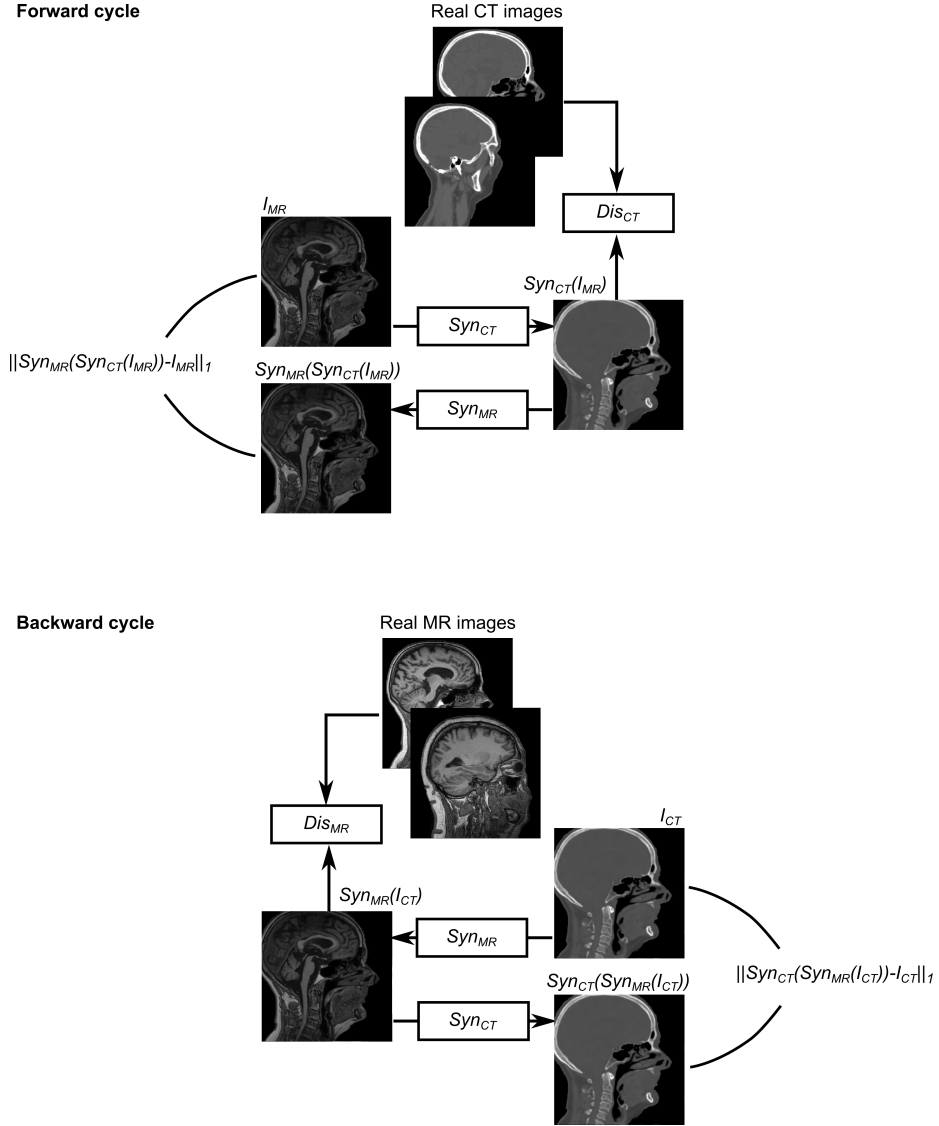 Forward cycle
Real CT images
Dis_CT
I_MR
Syn_CT(I_MR)
Syn_CT
||Syn_MR(Syn_CT(I_MR))-I_MR||_1
Syn_MR(Syn_CT(I_MR))
Syn_MR
Backward cycle
Real MR images
Dis_MR
I_CT
Syn_MR(I_CT)
Syn_MR
||Syn_CT(Syn_MR(I_CT))-I_CT||_1
Syn_CT(Syn_MR(I_CT))
Syn_CT